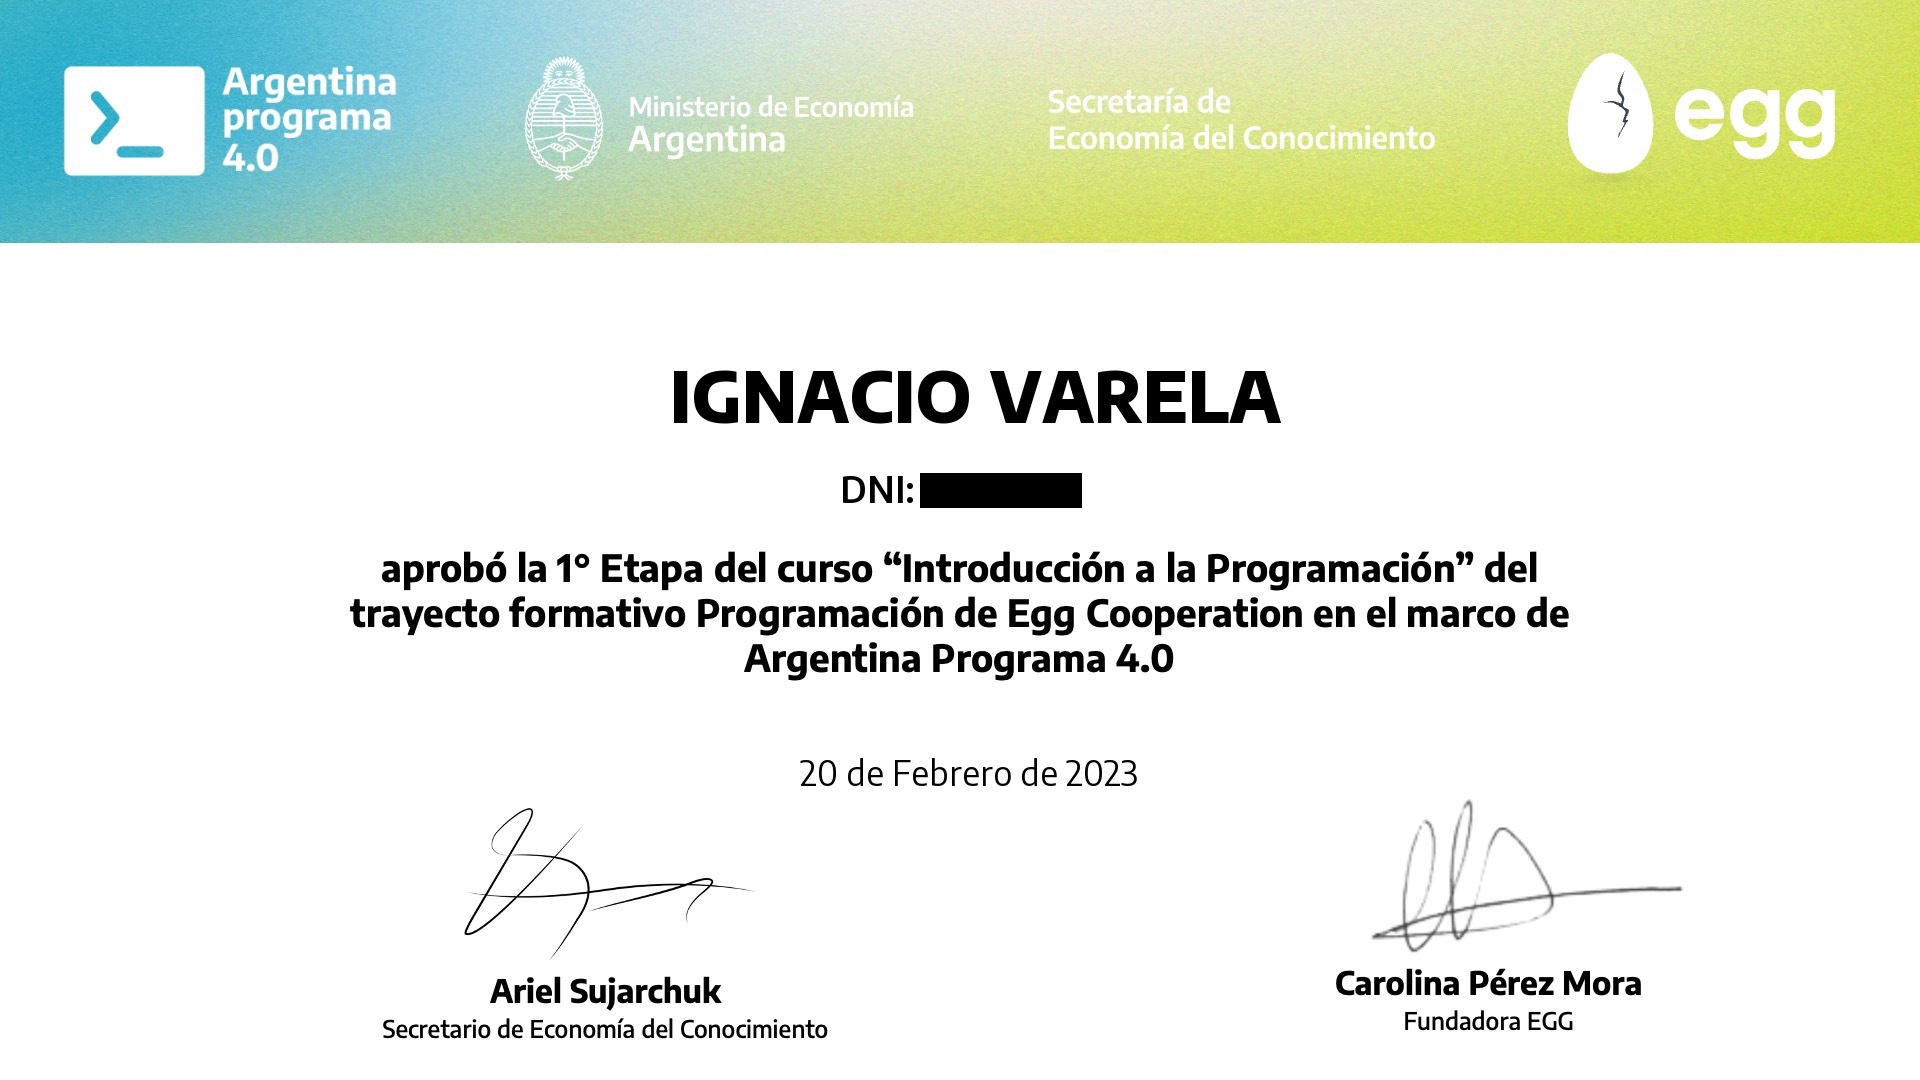 Argentina
programa
4.0
Ministerio de Economía
Argentina
Secretaría de
Economía del Conocimiento
egg
IGNACIO VARELA
DNI:
aprobó la 1° Etapa del curso “Introducción a la Programación” del
trayecto formativo Programación de Egg Cooperation en el marco de
Argentina Programa 4.0
20 de Febrero de 2023
Ariel Sujarchuk
Secretario de Economía del Conocimiento
Carolina Pérez Mora
Fundadora EGG